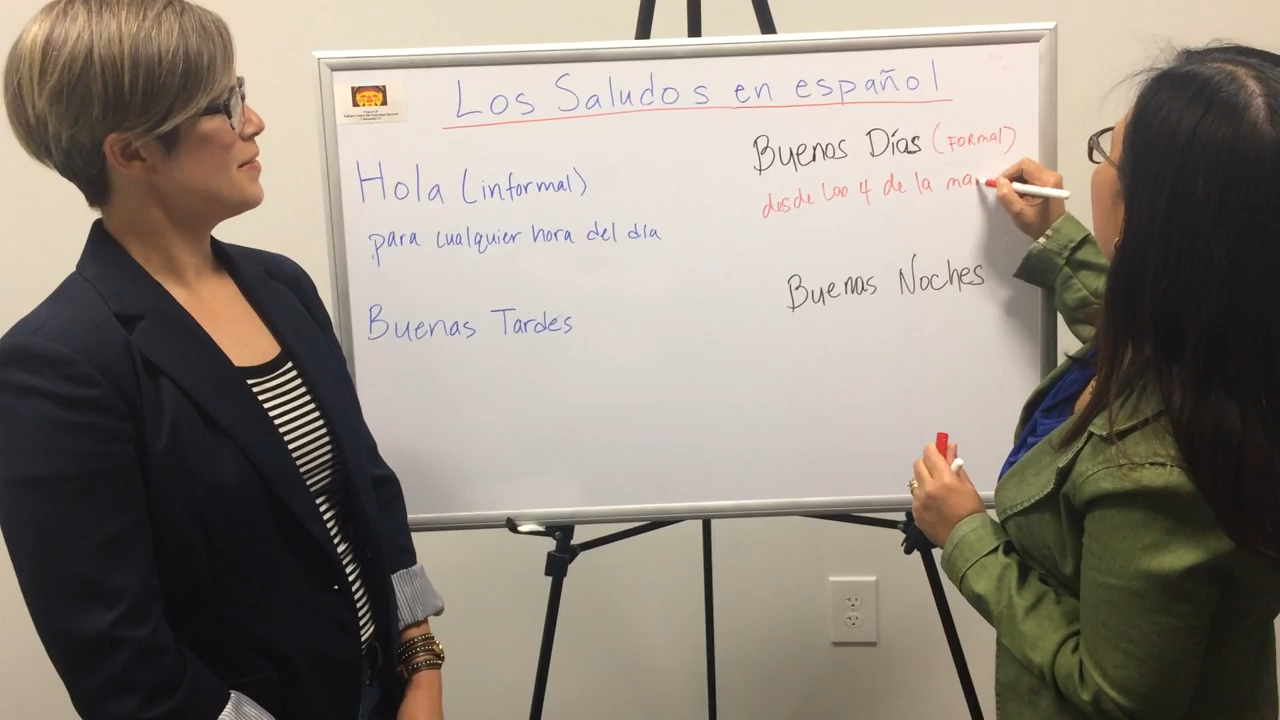 Los Saludos en español
Hola (informal)
para cualquier hora del día
Buenas Tardes
Buenos Días (Formal)
desde las 4 de la ma
Buenas Noches